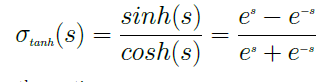 σ_tanh(s) = sinh(s) / cosh(s) = (e^s − e^−s) / (e^s + e^−s)